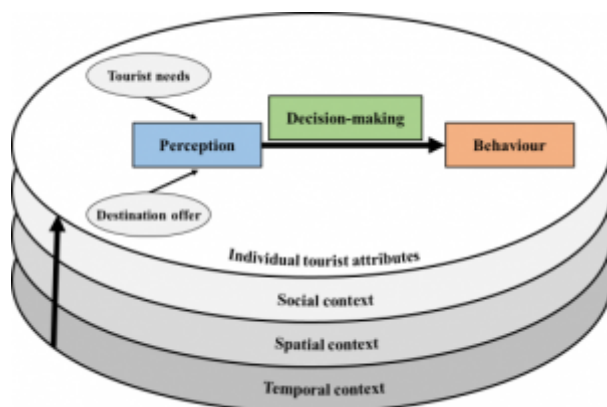 Tourist needs
Decision-making
Perception
Behaviour
Destination offer
Individual tourist attributes
Social context
Spatial context
Temporal context